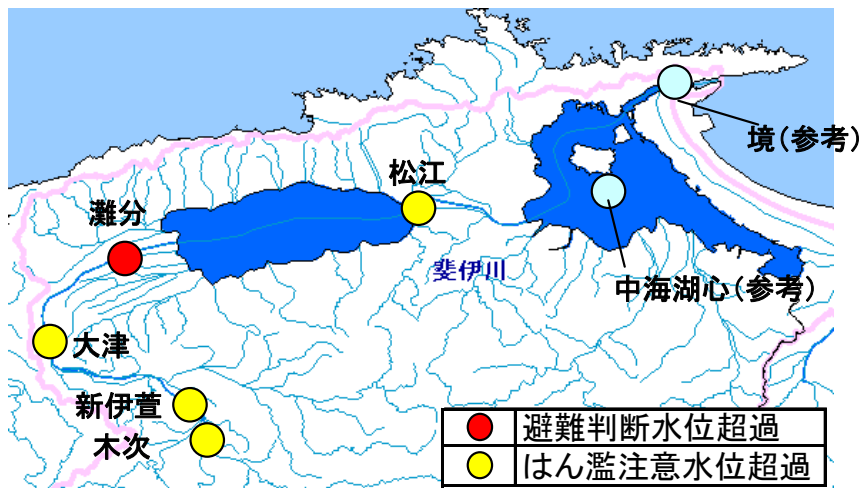 境(参考)
松江
灘分
斐伊川
中海湖心(参考)
大津
新伊萱
木次
避難判断水位超過
はん濫注意水位超過